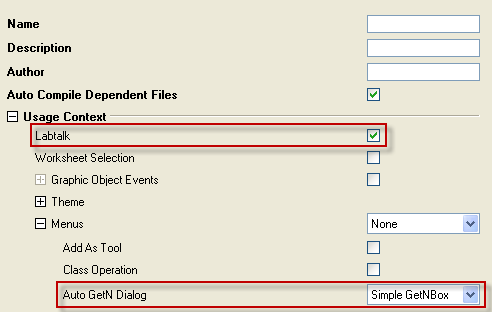 Name
Description
Author
Auto Compile Dependent Files
Usage Context
Labtalk
Worksheet Selection
Graphic Object Events
Theme
Menus None
Add As Tool
Class Operation
Auto GetN Dialog Simple GetNBox